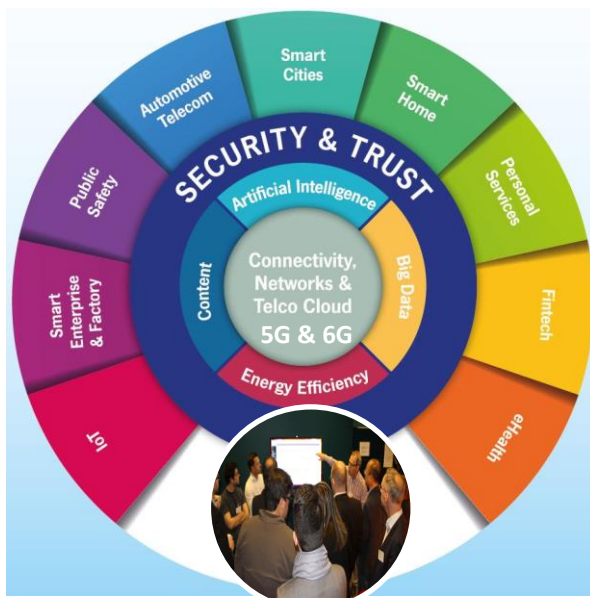 Smart
Cities
Automotive
Telecom
Smart
Home
Public
Safety
Personal
Services
Smart
Enterprise
& Factory
Fintech
IoT
eHealth
SECURITY & TRUST
Artificial Intelligence
Content
Big Data
Energy Efficiency
Connectivity,
Networks &
Telco Cloud
5G & 6G